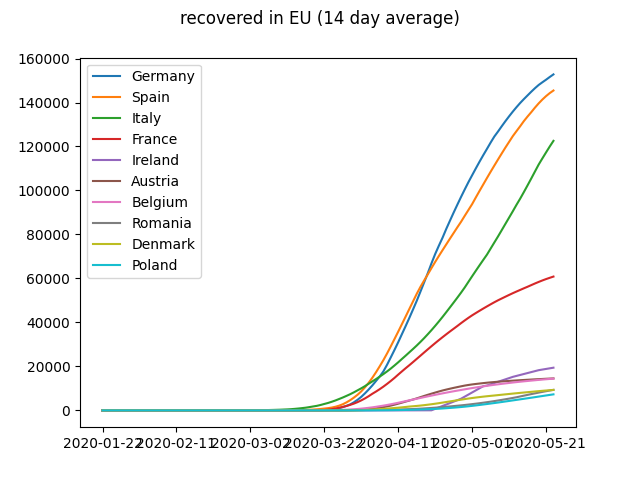 recovered in EU (14 day average)
160000
140000
120000
100000
80000
60000
40000
20000
0
Germany
Spain
Italy
France
Ireland
Austria
Belgium
Romania
Denmark
Poland
2020-01-22 2020-02-11 2020-03-02 2020-03-22 2020-04-11 2020-05-01 2020-05-21